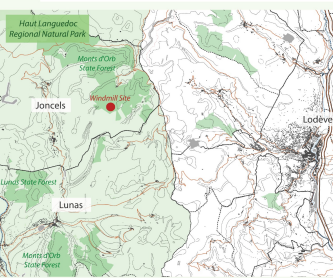 Haut Languedoc
Regional Natural Park
Monts d'Orb
State Forest
Windmill Site
Joncels
Lodève
Lunas State Forest
Lunas
Monts d'Orb
State Forest